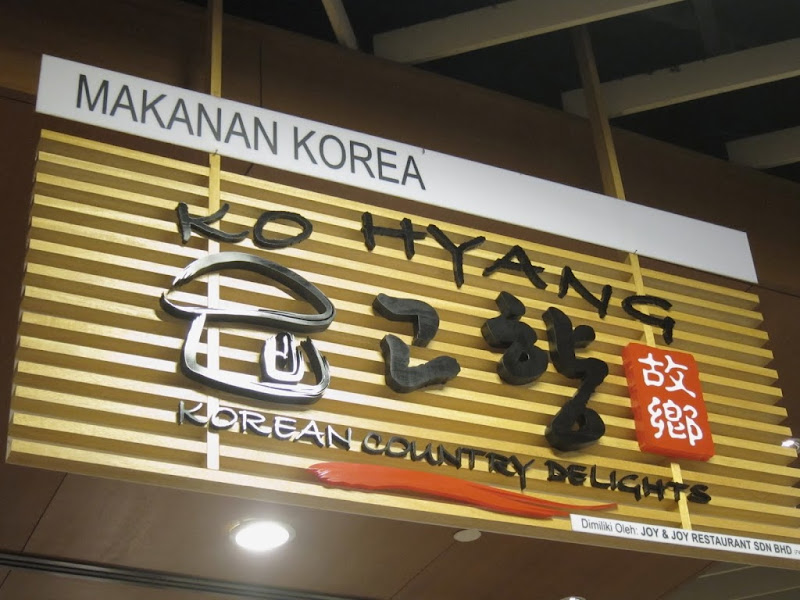 MAKANAN KOREA
KO HYANG
고향
故鄉
KOREAN COUNTRY DELIGHTS
Dimiliki Oleh: JOY & JOY RESTAURANT SDN BHD